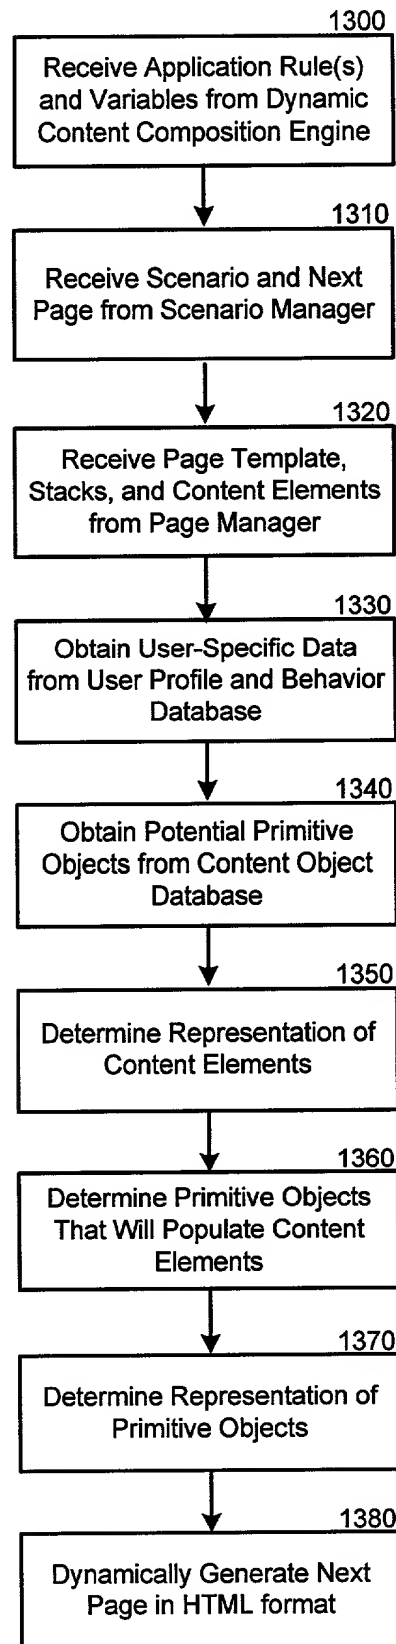 1300
Receive Application Rule(s)
and Variables from Dynamic
Content Composition Engine
1310
Receive Scenario and Next
Page from Scenario Manager
1320
Receive Page Template,
Stacks, and Content Elements
from Page Manager
1330
Obtain User-Specific Data
from User Profile and Behavior
Database
1340
Obtain Potential Primitive
Objects from Content Object
Database
1350
Determine Representation of
Content Elements
1360
Determine Primitive Objects
That Will Populate Content
Elements
1370
Determine Representation of
Primitive Objects
1380
Dynamically Generate Next
Page in HTML format